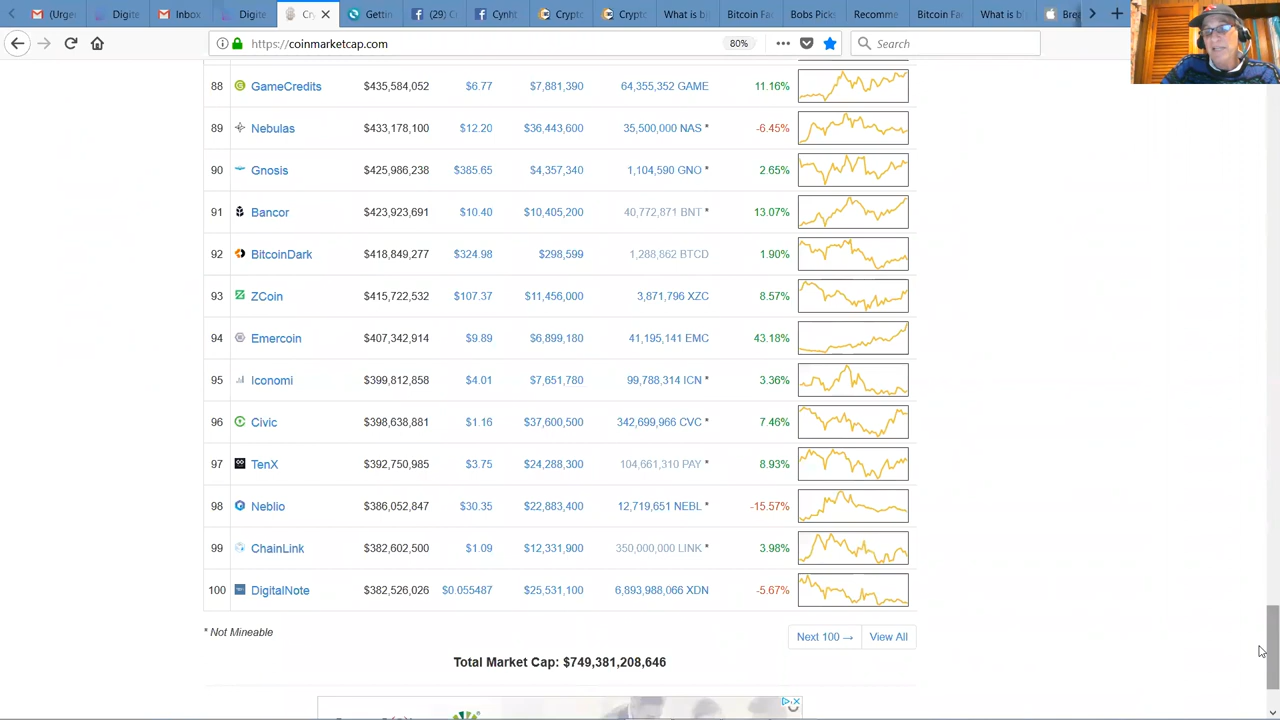 (Urge
Digite
Inbox
Digite
Cry
Gettin
(29)
Cyn
Crypto
Cryptc
What is I
Bitcoin Fa
Bobs Picks
Recomme
Bitcoin Fa
What is b
Brea
https://coinmarketcap.com
80%
Search
88 GameCredits $435,584,052 $6.77 $7,881,390 64,355,352 GAME 11.16%
89 Nebulas $433,178,100 $12.20 $36,443,600 35,500,000 NAS * -6.45%
90 Gnosis $425,986,238 $385.65 $4,357,340 1,104,590 GNO * 2.65%
91 Bancor $423,923,691 $10.40 $10,405,200 40,772,871 BNT * 13.07%
92 BitcoinDark $418,849,277 $324.98 $298,599 1,288,862 BTCD 1.90%
93 ZCoin $415,722,532 $107.37 $11,456,000 3,871,796 XZC 8.57%
94 Emercoin $407,342,914 $9.89 $6,899,180 41,195,141 EMC 43.18%
95 Iconomi $399,812,858 $4.01 $7,651,780 99,788,314 ICN * 3.36%
96 Civic $398,638,881 $1.16 $37,600,500 342,699,966 CVC * 7.46%
97 TenX $392,750,985 $3.75 $24,288,300 104,661,310 PAY * 8.93%
98 Neblio $386,052,847 $30.35 $22,883,400 12,719,651 NEBL * -15.57%
99 ChainLink $382,602,500 $1.09 $12,331,900 350,000,000 LINK * 3.98%
100 DigitalNote $382,526,026 $0.055487 $25,531,100 6,893,988,066 XDN -5.67%
* Not Mineable
Next 100 →
View All
Total Market Cap: $749,381,208,646